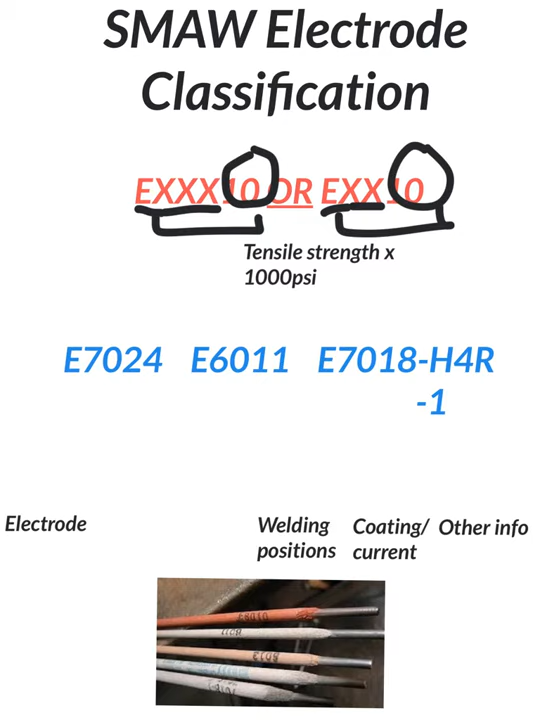 SMAW Electrode
Classification
EXXX10 OR EXX10
Tensile strength x
1000psi
E7024 E6011 E7018-H4R
-1
Electrode
Welding
positions
Coating/
current
Other info